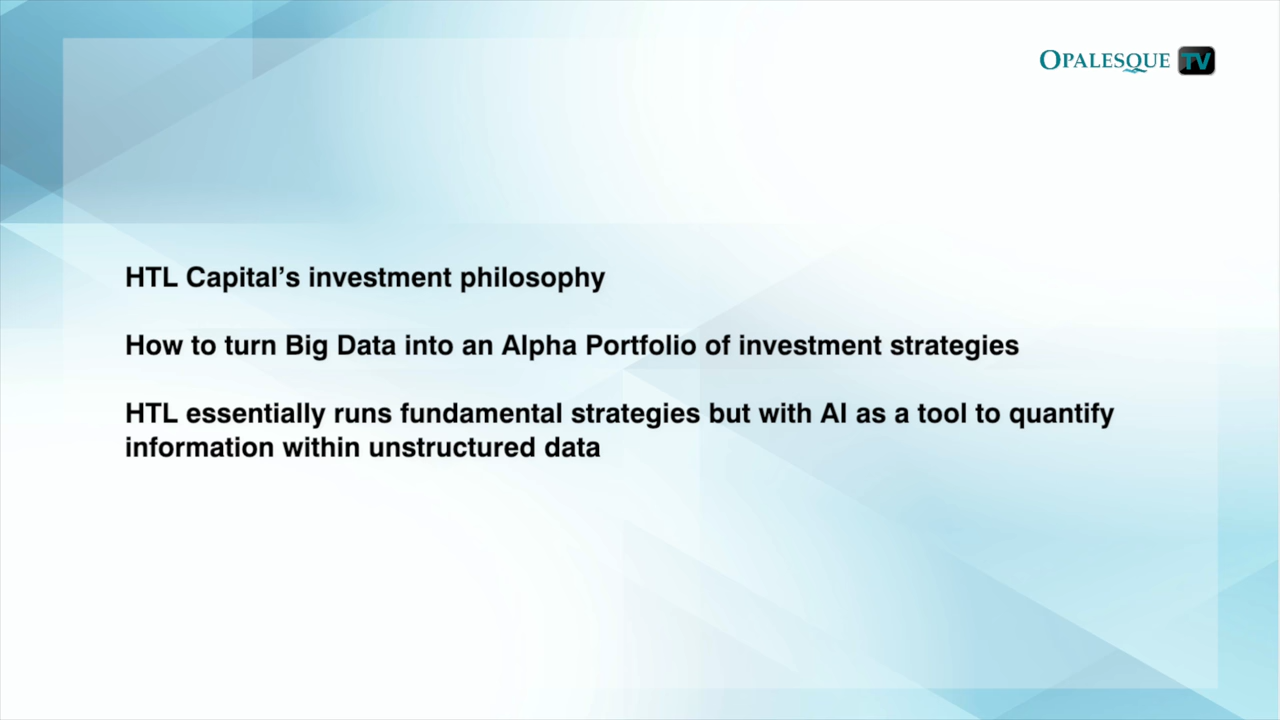 OPALESQUE TV
HTL Capital’s investment philosophy
How to turn Big Data into an Alpha Portfolio of investment strategies
HTL essentially runs fundamental strategies but with AI as a tool to quantify
information within unstructured data